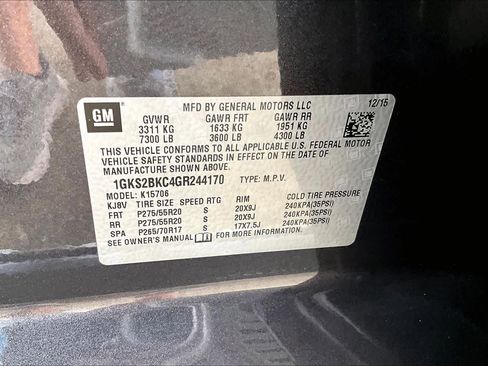 MFD BY GENERAL MOTORS LLC 12/15
GM
GVWR GAWR FRT GAWR RR
3311 KG 1633 KG 1951 KG
7300 LB 3600 LB 4300 LB
THIS VEHICLE CONFORMS TO ALL APPLICABLE U.S. FEDERAL MOTOR
VEHICLE SAFETY STANDARDS IN EFFECT ON THE DATE OF
MANUFACTURE SHOWN ABOVE.
1GKS2BKC4GR244170 TYPE: M.P.V.
MODEL: K15706
KJ8V TIRE SIZE SPEED RTG RIM COLD TIRE PRESSURE
FRT P275/55R20 S 20X9J 240KPA(35PSI)
RR P275/55R20 S 20X9J 240KPA(35PSI)
SPA P265/70R17 S 17X7.5J 240KPA(35PSI)
SEE OWNER'S MANUAL FOR MORE INFORMATION.